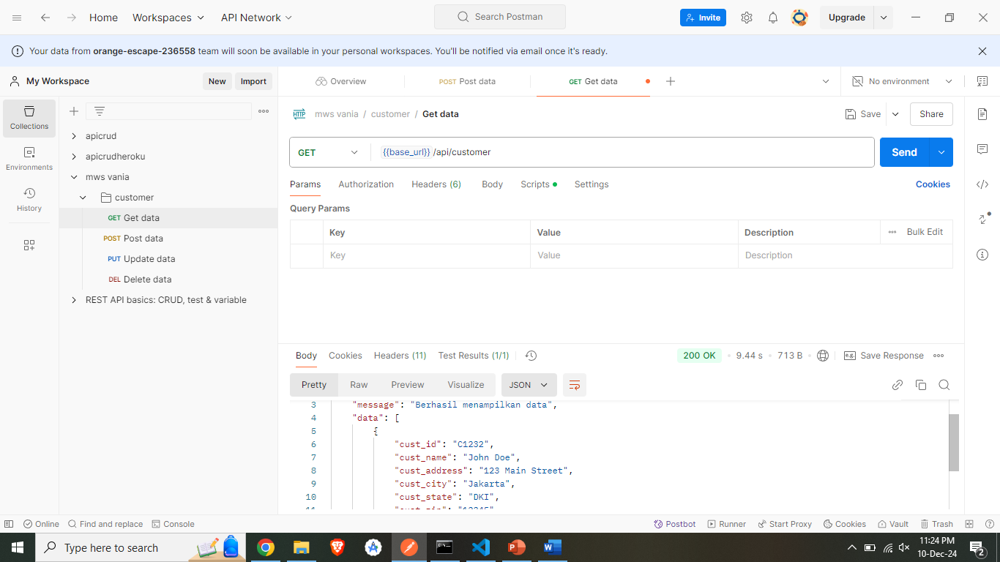 Home Workspaces API Network Search Postman Invite Upgrade
Your data from orange-escape-236558 team will soon be available in your personal workspaces. You'll be notified via email once it's ready.
My Workspace New Import Overview POST Post data GET Get data No environment
Collections
Environments
History
apicrud
apicrudheroku
mws vania
customer
GET Get data
POST Post data
PUT Update data
DEL Delete data
REST API basics: CRUD, test & variable
HTTP mws vania / customer / Get data Save Share
GET {{base_url}}/api/customer Send
Params Authorization Headers (6) Body Scripts Settings Cookies
Query Params
Key Value Description Bulk Edit
Key Value Description
Body Cookies Headers (11) Test Results (1/1) 200 OK 9.44 s 713 B e.g. Save Response
Pretty Raw Preview Visualize JSON
3 "message": "Berhasil menampilkan data",
4 "data": [
5 {
6 "cust_id": "C1232",
7 "cust_name": "John Doe",
8 "cust_address": "123 Main Street",
9 "cust_city": "Jakarta",
10 "cust_state": "DKI",
11 "cust_zip": "12345"
Online Find and replace Console Postbot Runner Start Proxy Cookies Vault Trash
Type here to search
11:24 PM
10-Dec-24
2